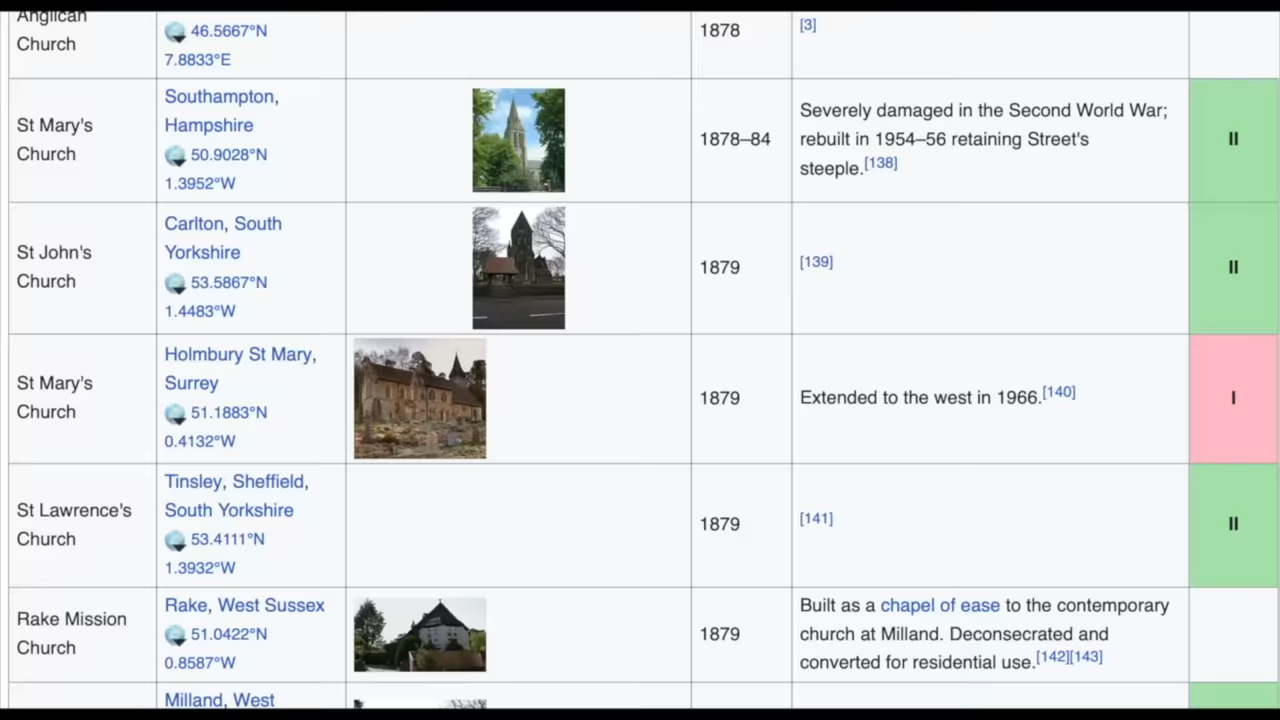 Anglican
Church
46.5667°N
7.8833°E
1878
[3]
St Mary's
Church
Southampton,
Hampshire
50.9028°N
1.3952°W
1878–84
Severely damaged in the Second World War;
rebuilt in 1954–56 retaining Street's
steeple.[138]
II
St John's
Church
Carlton, South
Yorkshire
53.5867°N
1.4483°W
1879
[139]
II
St Mary's
Church
Holmbury St Mary,
Surrey
51.1883°N
0.4132°W
1879
Extended to the west in 1966.[140]
I
St Lawrence's
Church
Tinsley, Sheffield,
South Yorkshire
53.4111°N
1.3932°W
1879
[141]
II
Rake Mission
Church
Rake, West Sussex
51.0422°N
0.8587°W
1879
Built as a chapel of ease to the contemporary
church at Milland. Deconsecrated and
converted for residential use.[142][143]
Milland, West